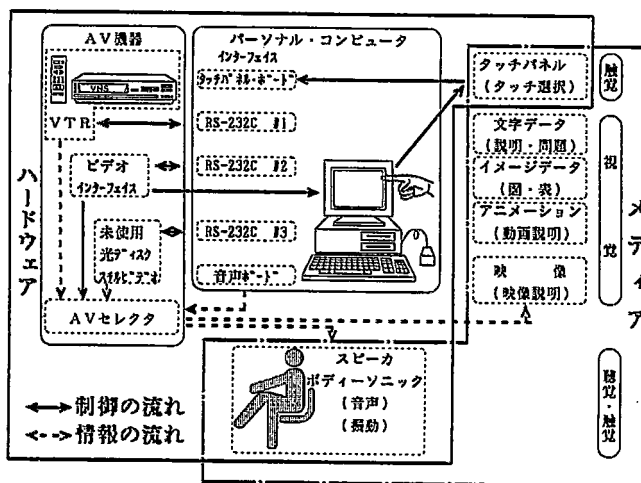 AV機器
VHS
VTR
ビデオ
インターフェイス
未使用
光ディスク
スチルビデオ
AVセレクタ
ハードウェア
パーソナル・コンピュータ
インターフェイス
タッチパネル・ボード
RS-232C #1
RS-232C #2
RS-232C #3
音声ボード
タッチパネル
(タッチ選択)
文字データ
(説明・問題)
イメージデータ
(図・表)
アニメーション
(動画説明)
映 像
(映像説明)
触覚
視覚
聴覚・触覚
メディア
スピーカ
ボディーソニック
(音声)
(振動)
制御の流れ
情報の流れ